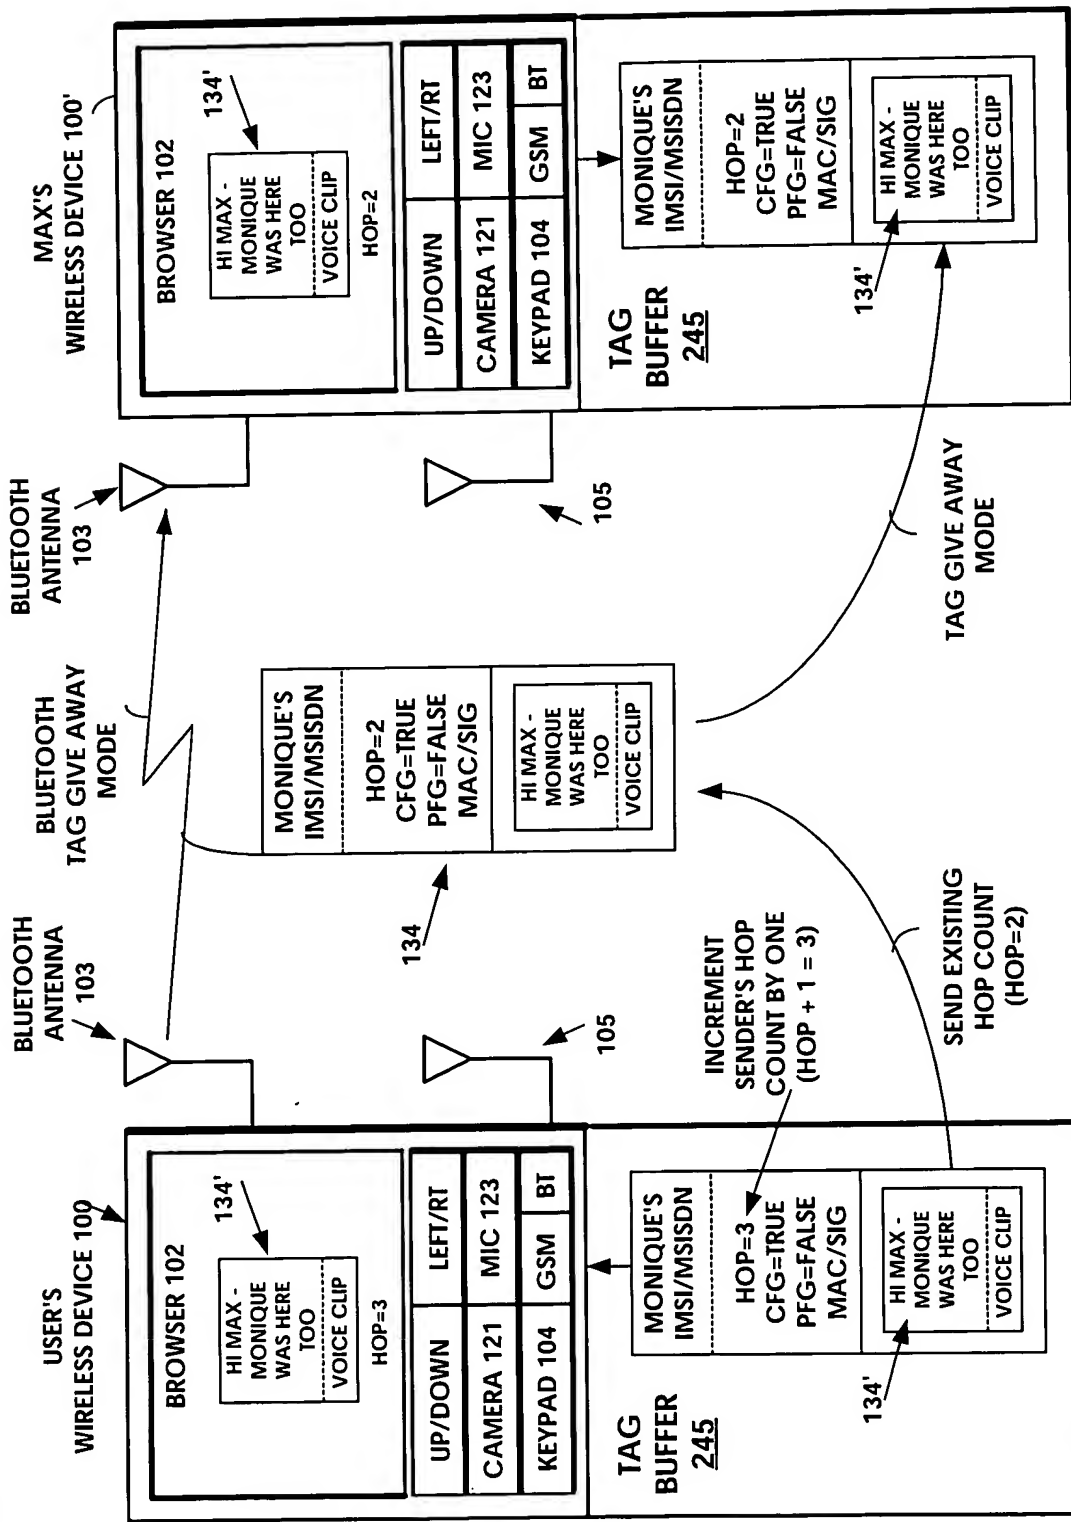 USER'S
WIRELESS DEVICE 100
BROWSER 102
134'
HI MAX -
MONIQUE
WAS HERE
TOO
VOICE CLIP
HOP=3
UP/DOWN
LEFT/RT
CAMERA 121
MIC 123
KEYPAD 104
GSM
BT
TAG
BUFFER
245
MONIQUE'S
IMSI/MSISDN
HOP=3
CFG=TRUE
PFG=FALSE
MAC/SIG
HI MAX -
MONIQUE
WAS HERE
TOO
VOICE CLIP
134'
BLUETOOTH
ANTENNA
103
105
INCREMENT
SENDER'S HOP
COUNT BY ONE
(HOP + 1 = 3)
SEND EXISTING
HOP COUNT
(HOP=2)
BLUETOOTH
TAG GIVE AWAY
MODE
134
MONIQUE'S
IMSI/MSISDN
HOP=2
CFG=TRUE
PFG=FALSE
MAC/SIG
HI MAX -
MONIQUE
WAS HERE
TOO
VOICE CLIP
BLUETOOTH
ANTENNA
103
105
TAG GIVE AWAY
MODE
MAX'S
WIRELESS DEVICE 100'
BROWSER 102
134'
HI MAX -
MONIQUE
WAS HERE
TOO
VOICE CLIP
HOP=2
UP/DOWN
LEFT/RT
CAMERA 121
MIC 123
KEYPAD 104
GSM
BT
TAG
BUFFER
245
MONIQUE'S
IMSI/MSISDN
HOP=2
CFG=TRUE
PFG=FALSE
MAC/SIG
134'
HI MAX -
MONIQUE
WAS HERE
TOO
VOICE CLIP